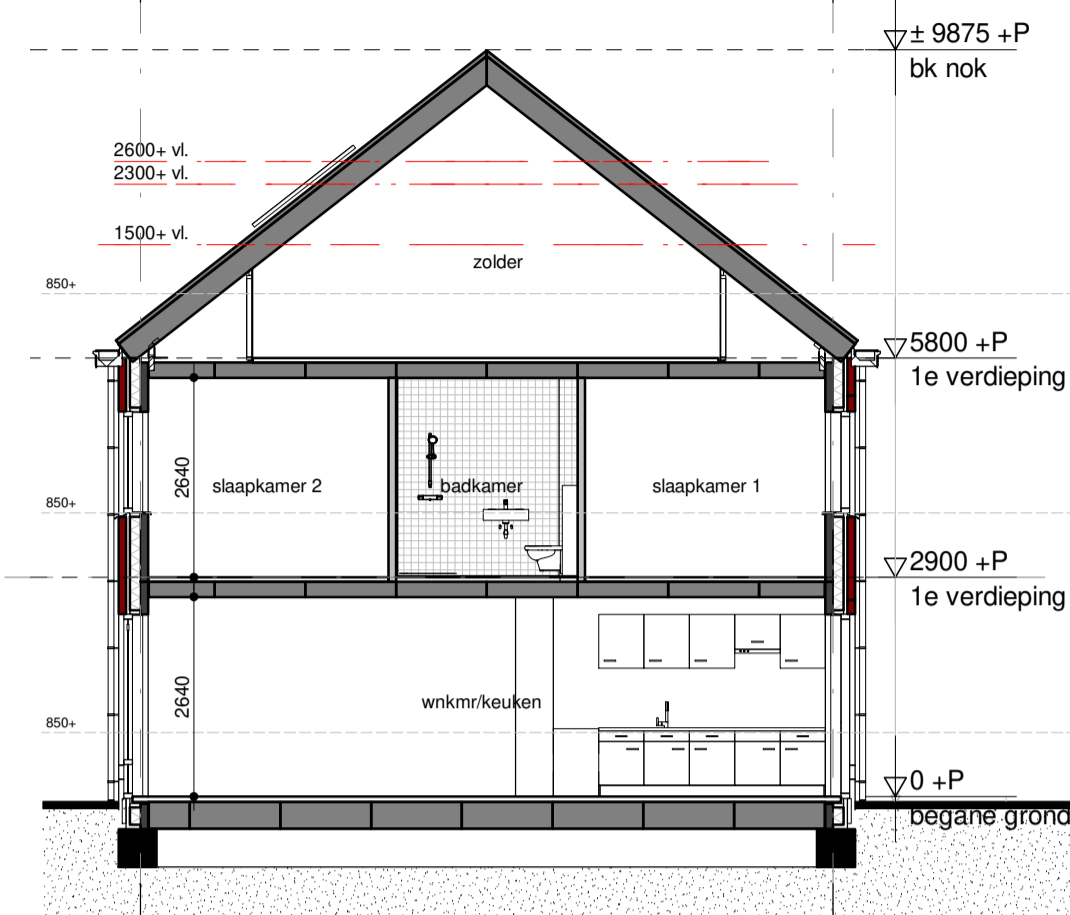 ± 9875 +P
bk nok
2600+ vl.
2300+ vl.
1500+ vl.
zolder
850+
5800 +P
1e verdieping
2640
slaapkamer 2
badkamer
slaapkamer 1
850+
2900 +P
1e verdieping
2640
wnkmr/keuken
850+
0 +P
begane grond